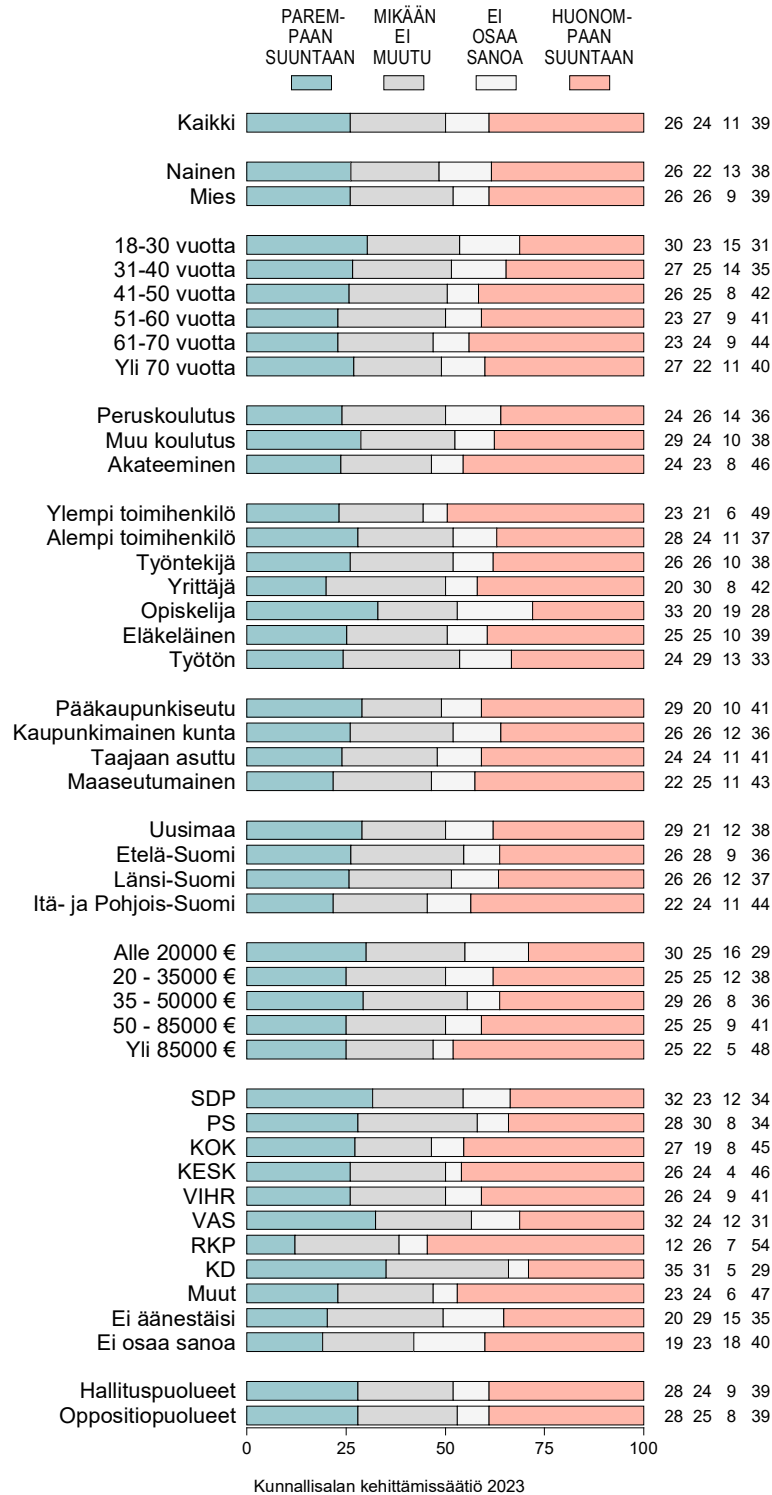 PAREM-
PAAN
SUUNTAAN
MIKÄÄN
EI
MUUTU
EI
OSAA
SANOA
HUONOM-
PAAN
SUUNTAAN
Kaikki 26 24 11 39
Nainen 26 22 13 38
Mies 26 26 9 39
18-30 vuotta 30 23 15 31
31-40 vuotta 27 25 14 35
41-50 vuotta 26 25 8 42
51-60 vuotta 23 27 9 41
61-70 vuotta 23 24 9 44
Yli 70 vuotta 27 22 11 40
Peruskoulutus 24 26 14 36
Muu koulutus 29 24 10 38
Akateeminen 24 23 8 46
Ylempi toimihenkilö 23 21 6 49
Alempi toimihenkilö 28 24 11 37
Työntekijä 26 26 10 38
Yrittäjä 20 30 8 42
Opiskelija 33 20 19 28
Eläkeläinen 25 25 10 39
Työtön 24 29 13 33
Pääkaupunkiseutu 29 20 10 41
Kaupunkimainen kunta 26 26 12 36
Taajaan asuttu 24 24 11 41
Maaseutumainen 22 25 11 43
Uusimaa 29 21 12 38
Etelä-Suomi 26 28 9 36
Länsi-Suomi 26 26 12 37
Itä- ja Pohjois-Suomi 22 24 11 44
Alle 20000 € 30 25 16 29
20 - 35000 € 25 25 12 38
35 - 50000 € 29 26 8 36
50 - 85000 € 25 25 9 41
Yli 85000 € 25 22 5 48
SDP 32 23 12 34
PS 28 30 8 34
KOK 27 19 8 45
KESK 26 24 4 46
VIHR 26 24 9 41
VAS 32 24 12 31
RKP 12 26 7 54
KD 35 31 5 29
Muut 23 24 6 47
Ei äänestäisi 20 29 15 35
Ei osaa sanoa 19 23 18 40
Hallituspuolueet 28 24 9 39
Oppositiopuolueet 28 25 8 39
0 25 50 75 100
Kunnallisalan kehittämissäätiö 2023